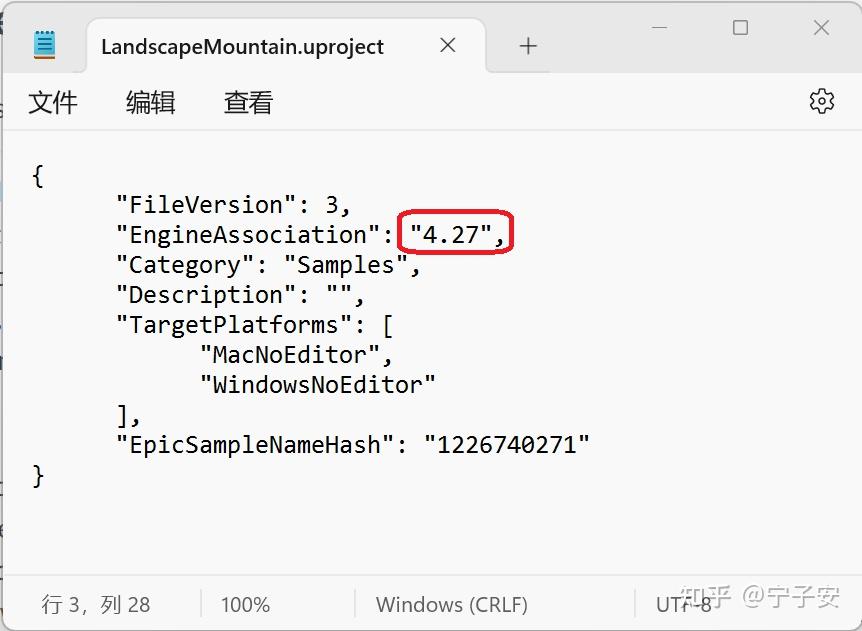 LandscapeMountain.uproject
文件 编辑 查看
{
"FileVersion": 3,
"EngineAssociation": "4.27",
"Category": "Samples",
"Description": "",
"TargetPlatforms": [
"MacNoEditor",
"WindowsNoEditor"
],
"EpicSampleNameHash": "1226740271"
}
行 3，列 28 100% Windows (CRLF) UTF-8
知乎 @宁子安